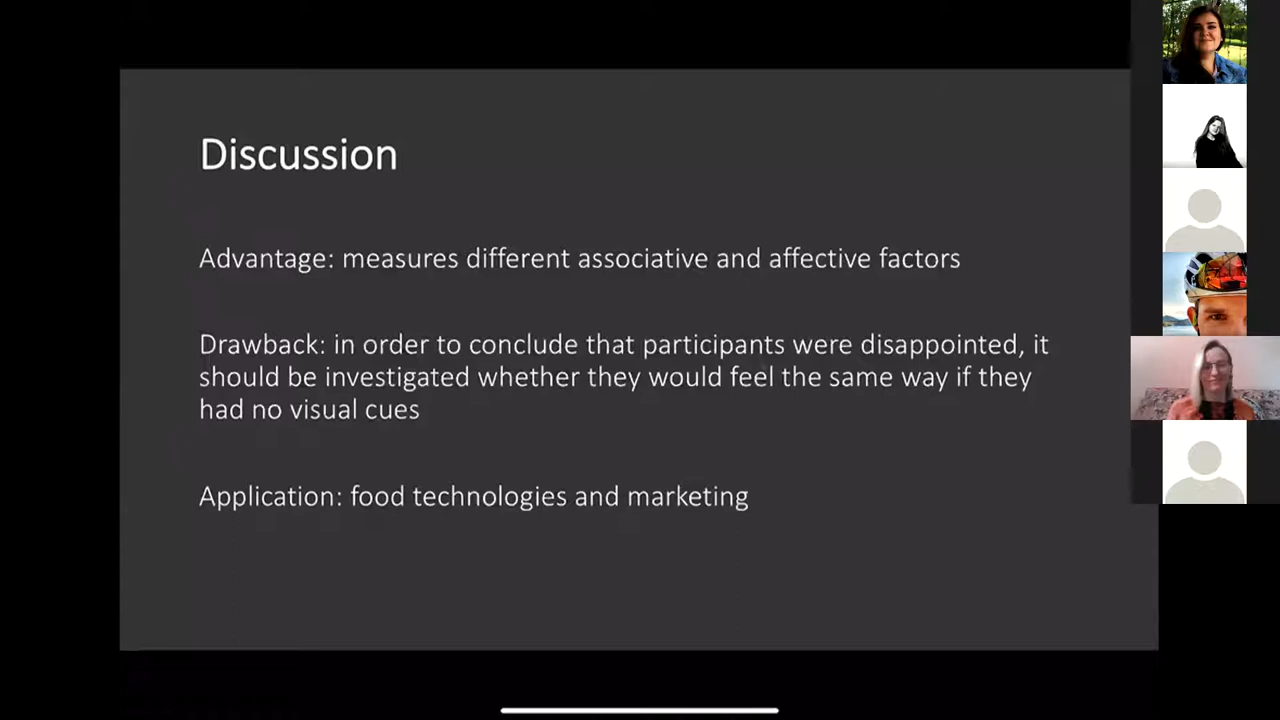 Discussion
Advantage: measures different associative and affective factors
Drawback: in order to conclude that participants were disappointed, it
should be investigated whether they would feel the same way if they
had no visual cues
Application: food technologies and marketing